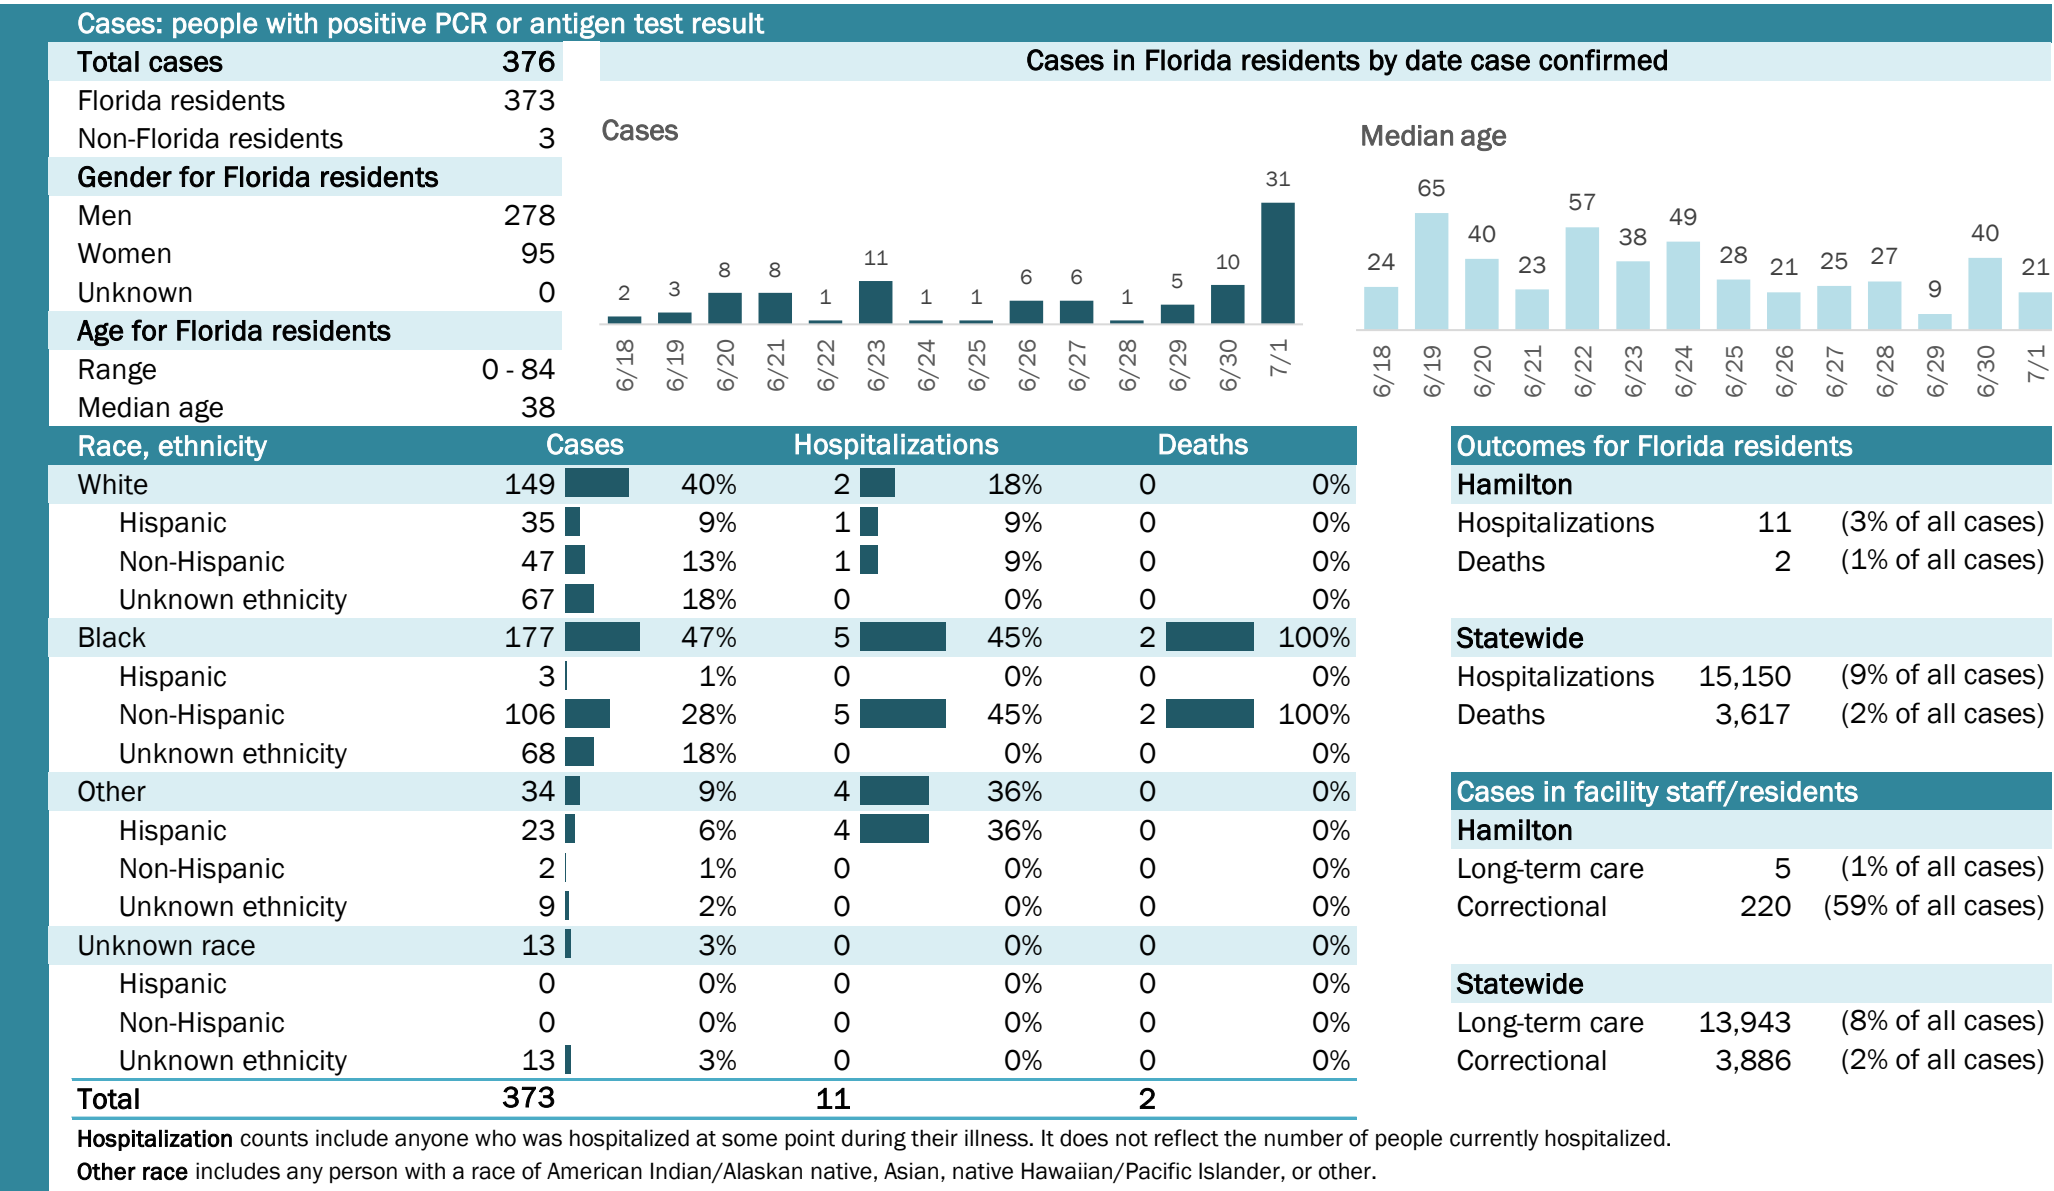 Cases: people with positive PCR or antigen test result
Total cases 376
Florida residents 373
Non-Florida residents 3
Gender for Florida residents
Men 278
Women 95
Unknown 0
Age for Florida residents
Range 0 - 84
Median age 38
Cases in Florida residents by date case confirmed
Cases
2 3 8 8 1 11 1 1 6 6 1 5 10 31
6/18 6/19 6/20 6/21 6/22 6/23 6/24 6/25 6/26 6/27 6/28 6/29 6/30 7/1
Median age
24 65 40 23 57 38 49 28 21 25 27 9 40 21
6/18 6/19 6/20 6/21 6/22 6/23 6/24 6/25 6/26 6/27 6/28 6/29 6/30 7/1
Race, ethnicity Cases Hospitalizations Deaths
White 149 40% 2 18% 0 0%
Hispanic 35 9% 1 9% 0 0%
Non-Hispanic 47 13% 1 9% 0 0%
Unknown ethnicity 67 18% 0 0% 0 0%
Black 177 47% 5 45% 2 100%
Hispanic 3 1% 0 0% 0 0%
Non-Hispanic 106 28% 5 45% 2 100%
Unknown ethnicity 68 18% 0 0% 0 0%
Other 34 9% 4 36% 0 0%
Hispanic 23 6% 4 36% 0 0%
Non-Hispanic 2 1% 0 0% 0 0%
Unknown ethnicity 9 2% 0 0% 0 0%
Unknown race 13 3% 0 0% 0 0%
Hispanic 0 0% 0 0% 0 0%
Non-Hispanic 0 0% 0 0% 0 0%
Unknown ethnicity 13 3% 0 0% 0 0%
Total 373 11 2
Outcomes for Florida residents
Hamilton
Hospitalizations 11 (3% of all cases)
Deaths 2 (1% of all cases)
Statewide
Hospitalizations 15,150 (9% of all cases)
Deaths 3,617 (2% of all cases)
Cases in facility staff/residents
Hamilton
Long-term care 5 (1% of all cases)
Correctional 220 (59% of all cases)
Statewide
Long-term care 13,943 (8% of all cases)
Correctional 3,886 (2% of all cases)
Hospitalization counts include anyone who was hospitalized at some point during their illness. It does not reflect the number of people currently hospitalized.
Other race includes any person with a race of American Indian/Alaskan native, Asian, native Hawaiian/Pacific Islander, or other.